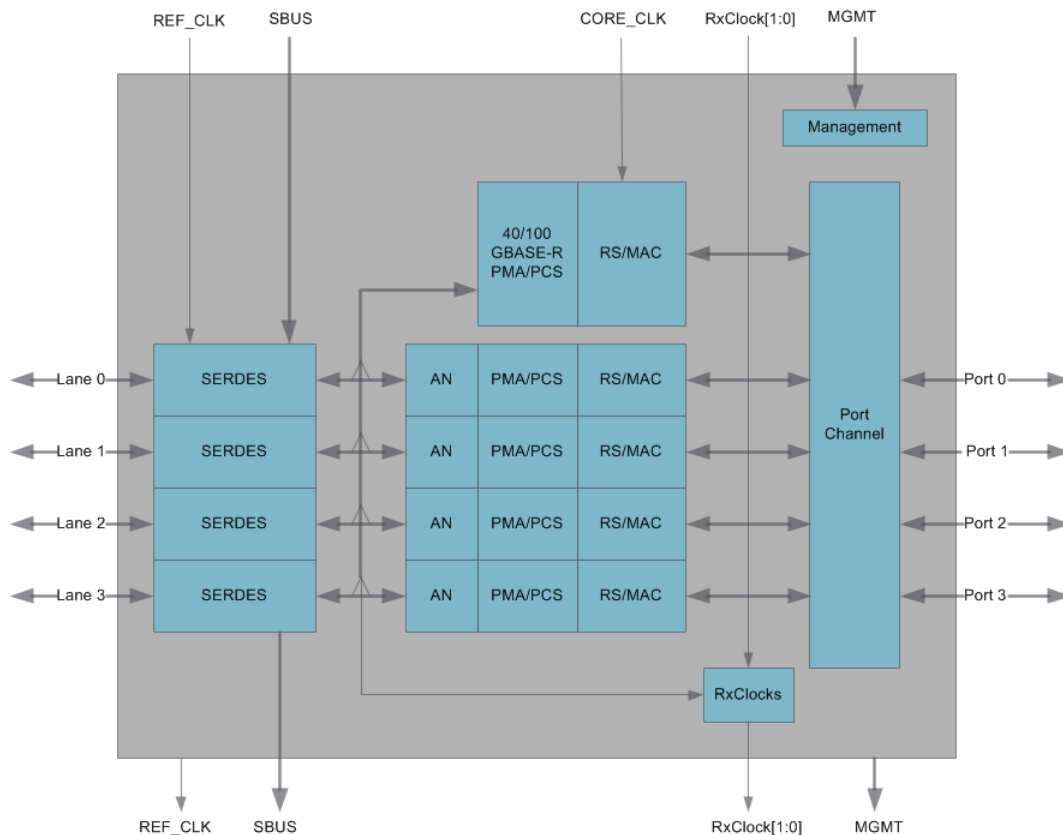 REF_CLK SBUS CORE_CLK RxClock[1:0] MGMT
Management
40/100
GBASE-R
PMA/PCS
RS/MAC
Lane 0 SERDES AN PMA/PCS RS/MAC Port 0
Port
Channel
Lane 1 SERDES AN PMA/PCS RS/MAC Port 1
Lane 2 SERDES AN PMA/PCS RS/MAC Port 2
Lane 3 SERDES AN PMA/PCS RS/MAC Port 3
RxClocks
REF_CLK SBUS RxClock[1:0] MGMT